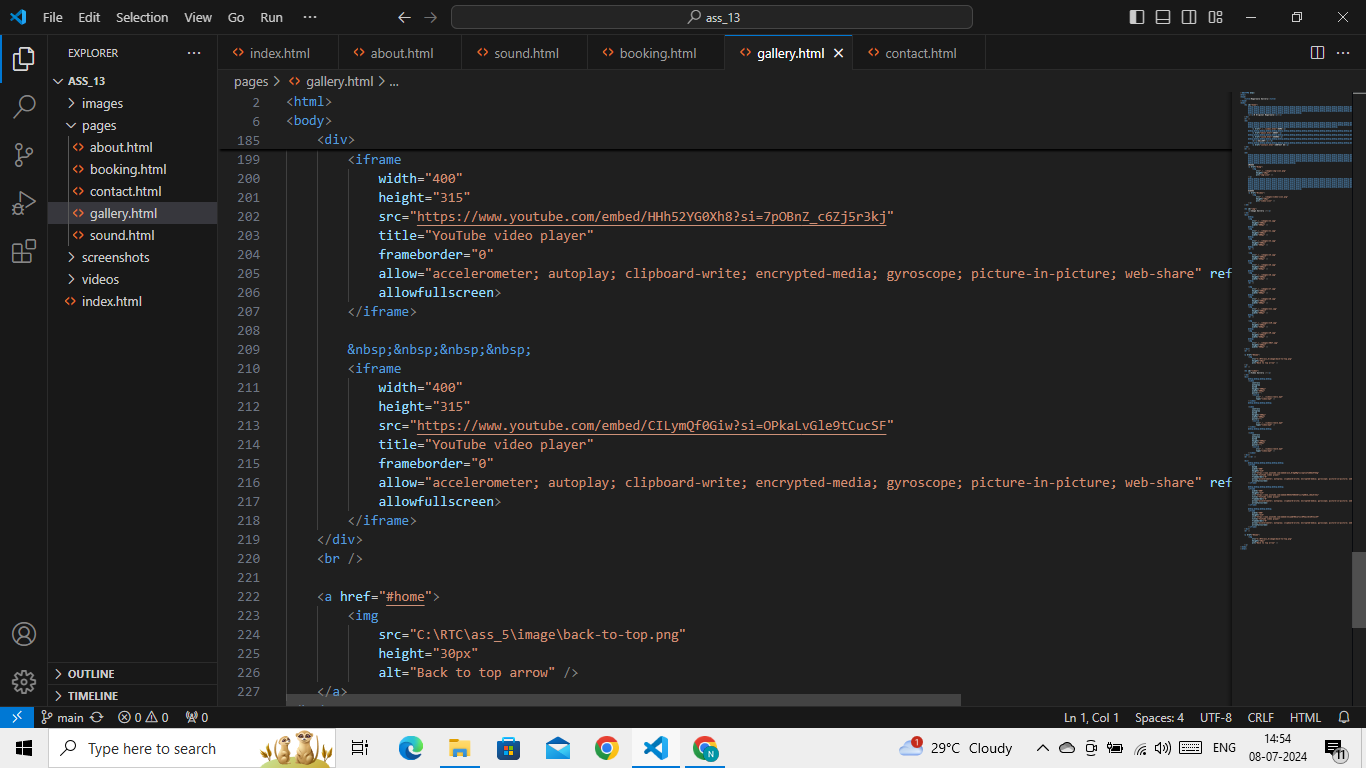 File Edit Selection View Go Run ··· ass_13
EXPLORER ···
index.html about.html sound.html booking.html gallery.html contact.html ···
ASS_13
pages > gallery.html > ...
images
pages
about.html
booking.html
contact.html
gallery.html
sound.html
screenshots
videos
index.html
2 <html>
6 <body>
185 <div>
199 <iframe
200 width="400"
201 height="315"
202 src="https://www.youtube.com/embed/HHh52YG0Xh8?si=7pOBnZ_c6Zj5r3kj"
203 title="YouTube video player"
204 frameborder="0"
205 allow="accelerometer; autoplay; clipboard-write; encrypted-media; gyroscope; picture-in-picture; web-share" ref
206 allowfullscreen>
207 </iframe>
208
209 &nbsp;&nbsp;&nbsp;&nbsp;
210 <iframe
211 width="400"
212 height="315"
213 src="https://www.youtube.com/embed/CILymQf0Giw?si=OPkaLvGle9tCucSF"
214 title="YouTube video player"
215 frameborder="0"
216 allow="accelerometer; autoplay; clipboard-write; encrypted-media; gyroscope; picture-in-picture; web-share" ref
217 allowfullscreen>
218 </iframe>
219 </div>
220 <br />
221
222 <a href="#home">
223 <img
224 src="C:\RTC\ass_5\image\back-to-top.png"
225 height="30px"
226 alt="Back to top arrow" />
227 </a>
OUTLINE
TIMELINE
main 0 0 0 Ln 1, Col 1 Spaces: 4 UTF-8 CRLF HTML
Type here to search N 1 29°C Cloudy ENG 14:54
08-07-2024 11